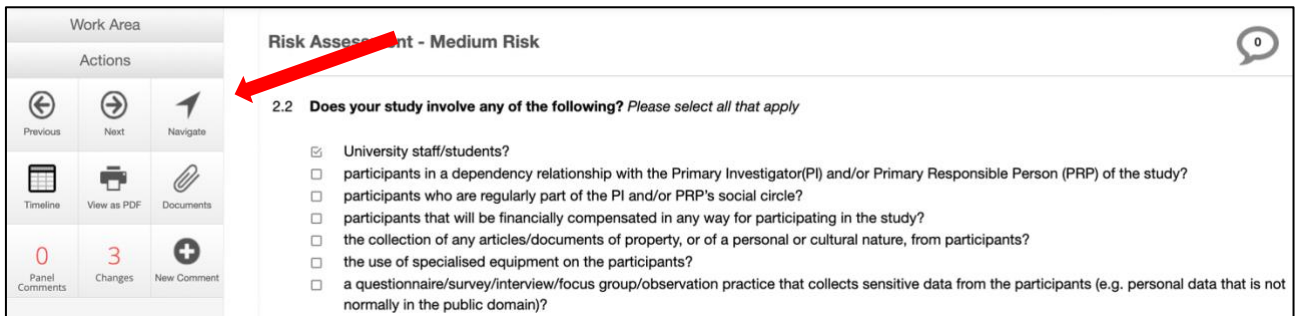 Work Area
Actions
Previous
Next
Navigate
Timeline
View as PDF
Documents
0
Panel
Comments
3
Changes
New Comment
Risk Assessment - Medium Risk
0
2.2 Does your study involve any of the following? Please select all that apply
University staff/students?
participants in a dependency relationship with the Primary Investigator(PI) and/or Primary Responsible Person (PRP) of the study?
participants who are regularly part of the PI and/or PRP's social circle?
participants that will be financially compensated in any way for participating in the study?
the collection of any articles/documents of property, or of a personal or cultural nature, from participants?
the use of specialised equipment on the participants?
a questionnaire/survey/interview/focus group/observation practice that collects sensitive data from the participants (e.g. personal data that is not
normally in the public domain)?